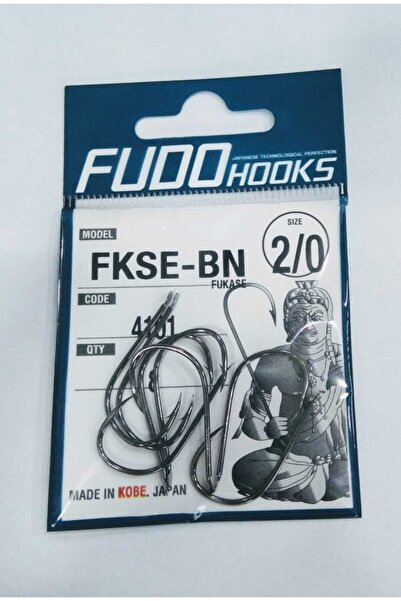 FUDO HOOKS
JAPANESE TECHNOLOGICAL PERFECTION
MODEL
FKSE-BN
FUKASE
SIZE
2/0
CODE
4101
QTY
MADE IN KOBE. JAPAN